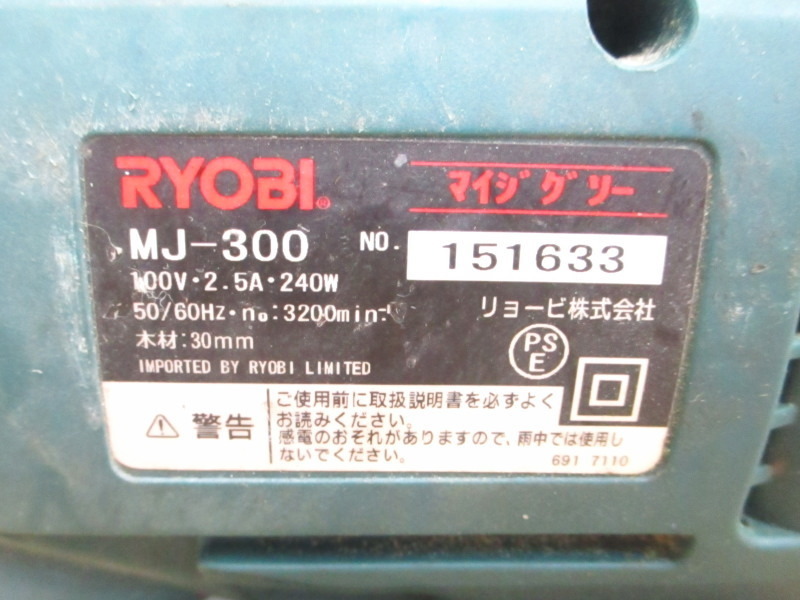 RYOBI® マイジグソー
MJ-300 NO. 151633
100V・2.5A・240W
50/60HZ・n₀:3200min⁻¹ リョービ株式会社
木材:30mm
PS
E
IMPORTED BY RYOBI LIMITED
警告
ご使用前に取扱説明書を必ずよく
お読みください。
感電のおそれがありますので、雨中では使用し
ないでください。
691 7110